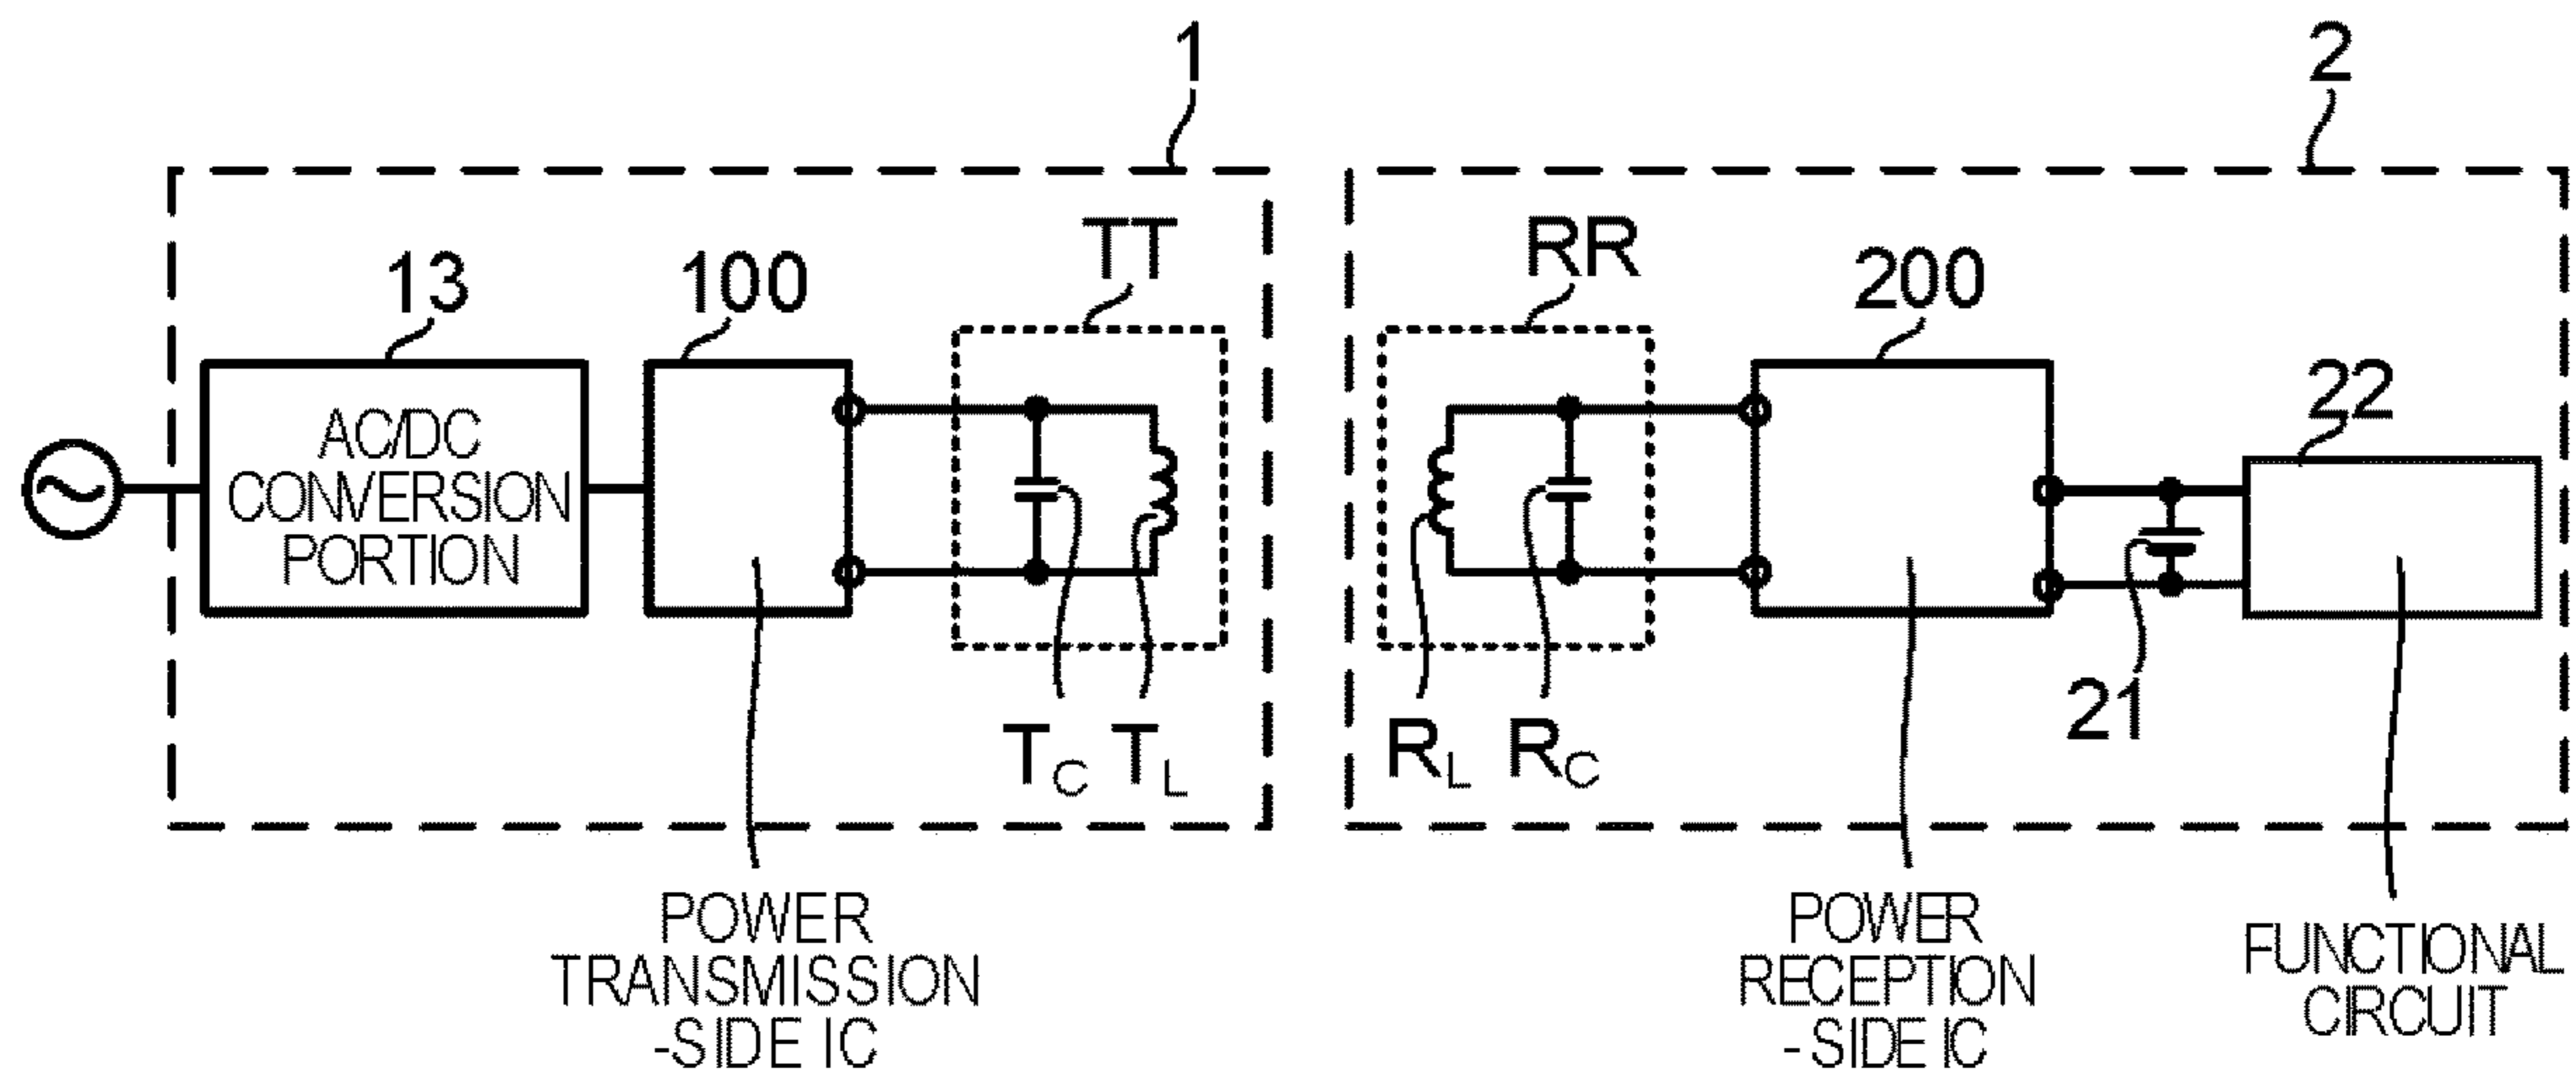 1
2
TT
RR
13
100
200
22
AC/DC
CONVERSION
PORTION
21
TC
TL
RL
RC
POWER
TRANSMISSION
-SIDE IC
POWER
RECEPTION
-SIDE IC
FUNCTIONAL
CIRCUIT